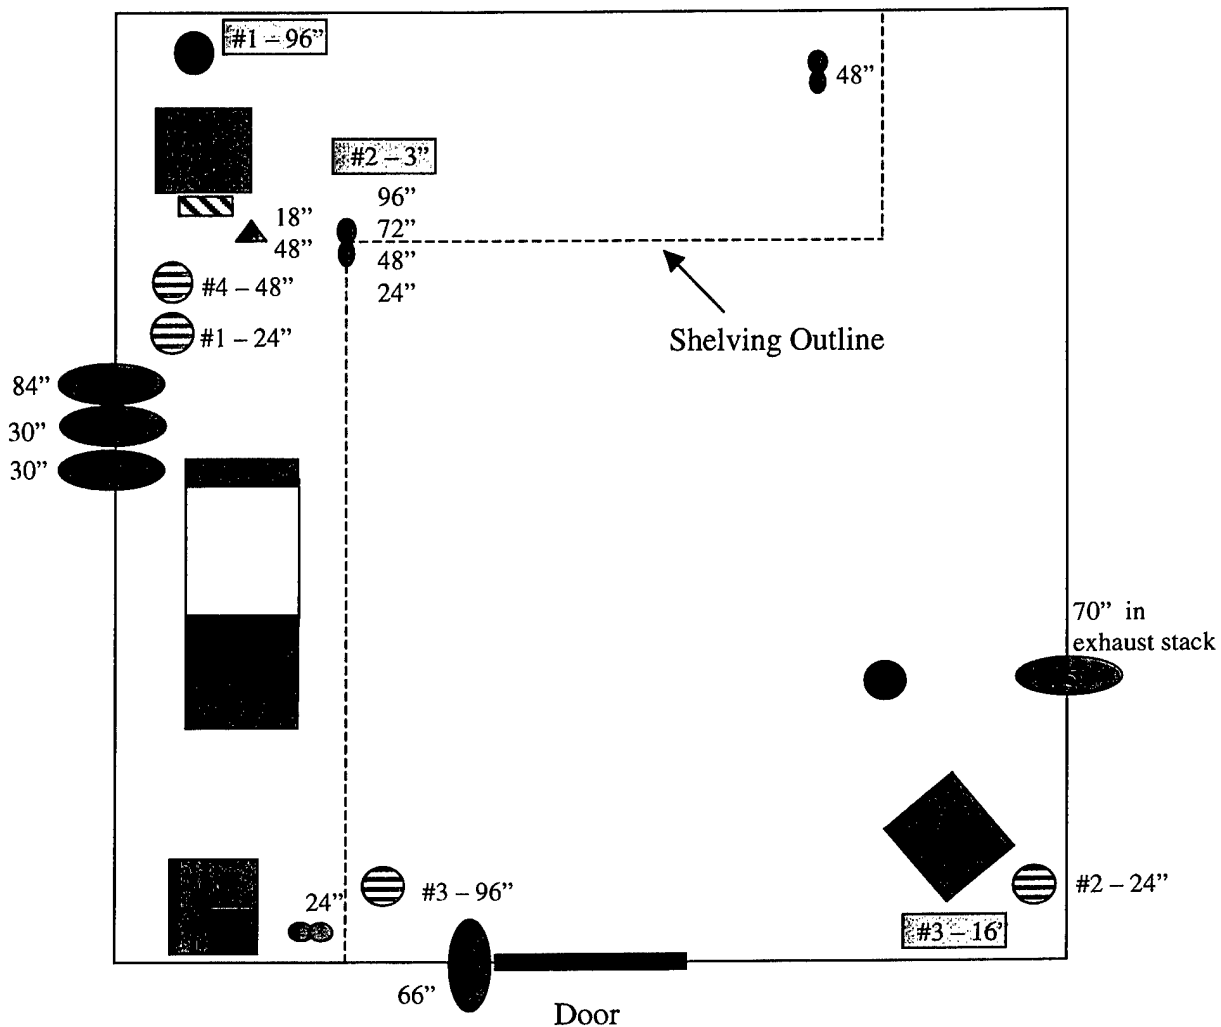 #1 – 96”
48”
#2 – 3”
96”
72”
48”
24”
18”
48”
#4 – 48”
#1 – 24”
Shelving Outline
84”
30”
30”
70” in
exhaust stack
#3 – 96”
#2 – 24”
24”
#3 – 16’
66”
Door